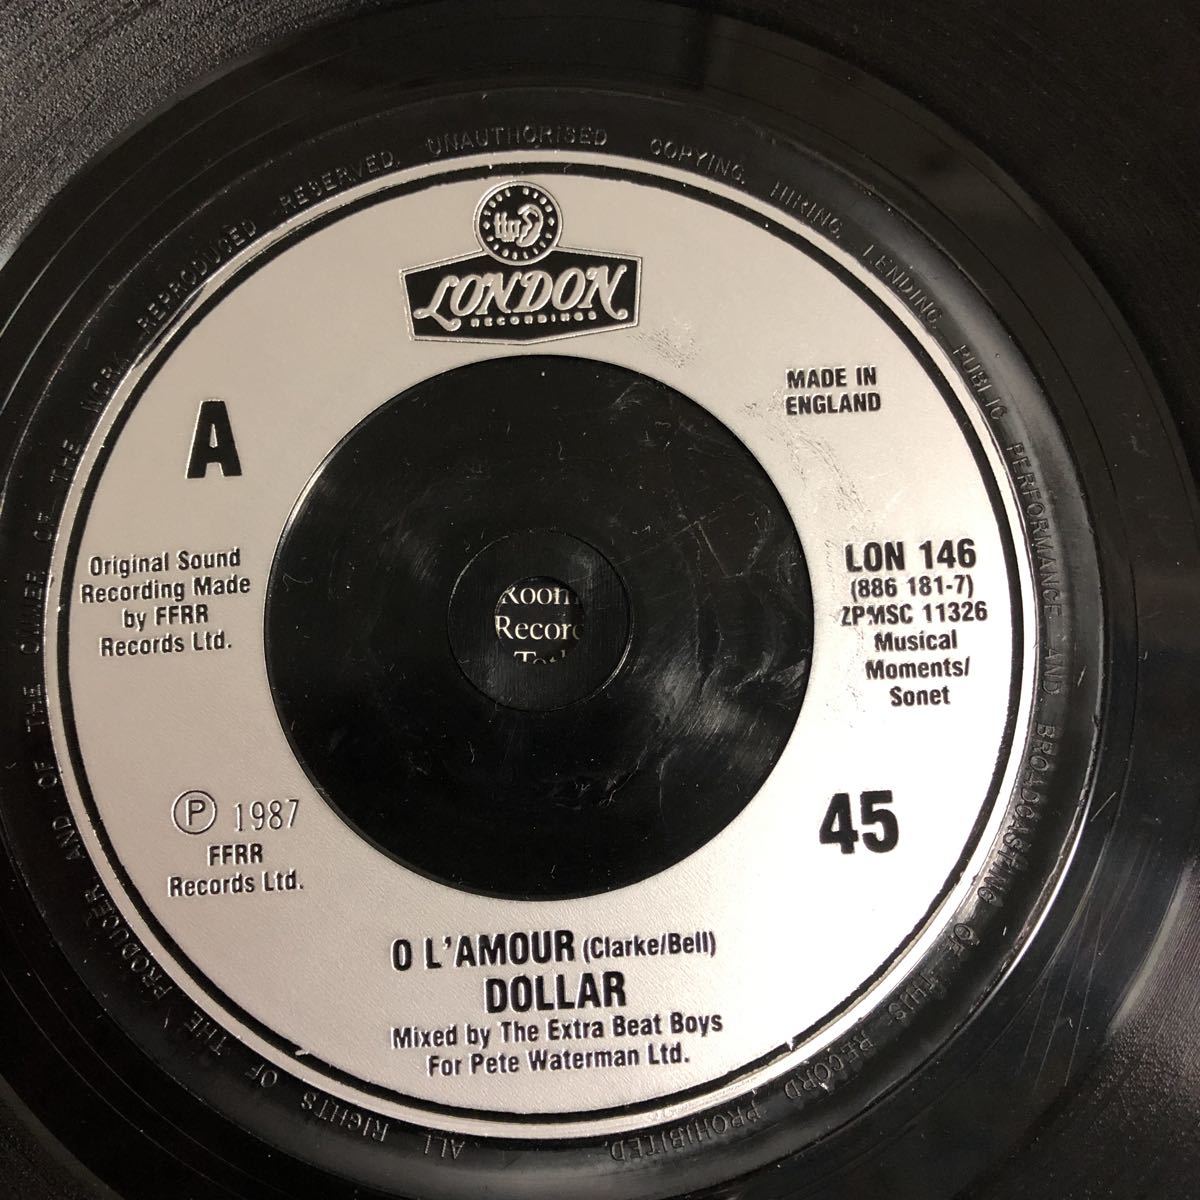 ALL RIGHTS OF THE PRODUCER AND OF THE OWNER OF THE WORK REPRODUCED RESERVED. UNAUTHORISED COPYING, HIRING, LENDING, PUBLIC PERFORMANCE AND BROADCASTING OF THIS RECORD PROHIBITED.
ffrr
LONDON
RECORDINGS
MADE IN
ENGLAND
A
Original Sound
Recording Made
by FFRR
Records Ltd.
LON 146
(886 181-7)
ZPMSC 11326
Musical
Moments/
Sonet
Room
Record
℗ 1987
FFRR
Records Ltd.
45
O L'AMOUR (Clarke/Bell)
DOLLAR
Mixed by The Extra Beat Boys
For Pete Waterman Ltd.